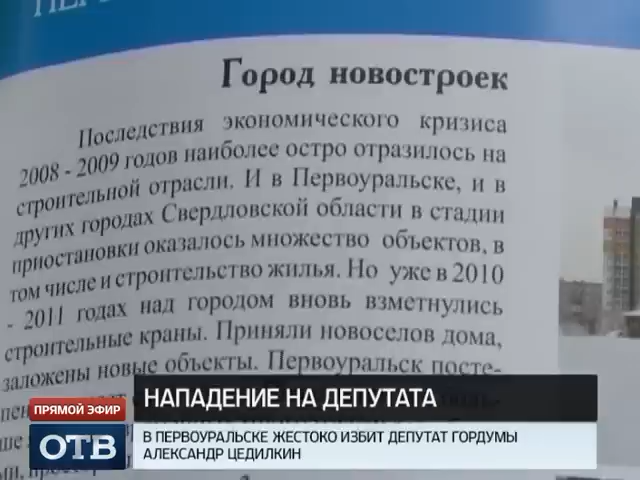 Город новостроек
Последствия экономического кризиса
2008 - 2009 годов наиболее остро отразилось на
строительной отрасли. И в Первоуральске, и в
других городах Свердловской области в стадии
приостановки оказалось множество объектов, в
том числе и строительство жилья. Но уже в 2010
- 2011 годах над городом вновь взметнулись
строительные краны. Приняли новоселов дома,
заложены новые объекты. Первоуральск посте-
НАПАДЕНИЕ НА ДЕПУТАТА
ПРЯМОЙ ЭФИР
ОТВ
В ПЕРВОУРАЛЬСКЕ ЖЕСТОКО ИЗБИТ ДЕПУТАТ ГОРДУМЫ
АЛЕКСАНДР ЦЕДИЛКИН